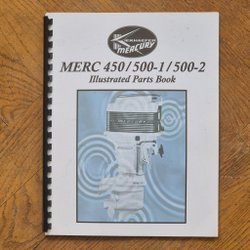 KIEKHAEFER
MERCURY
MERC 450/500-1/500-2
Illustrated Parts Book